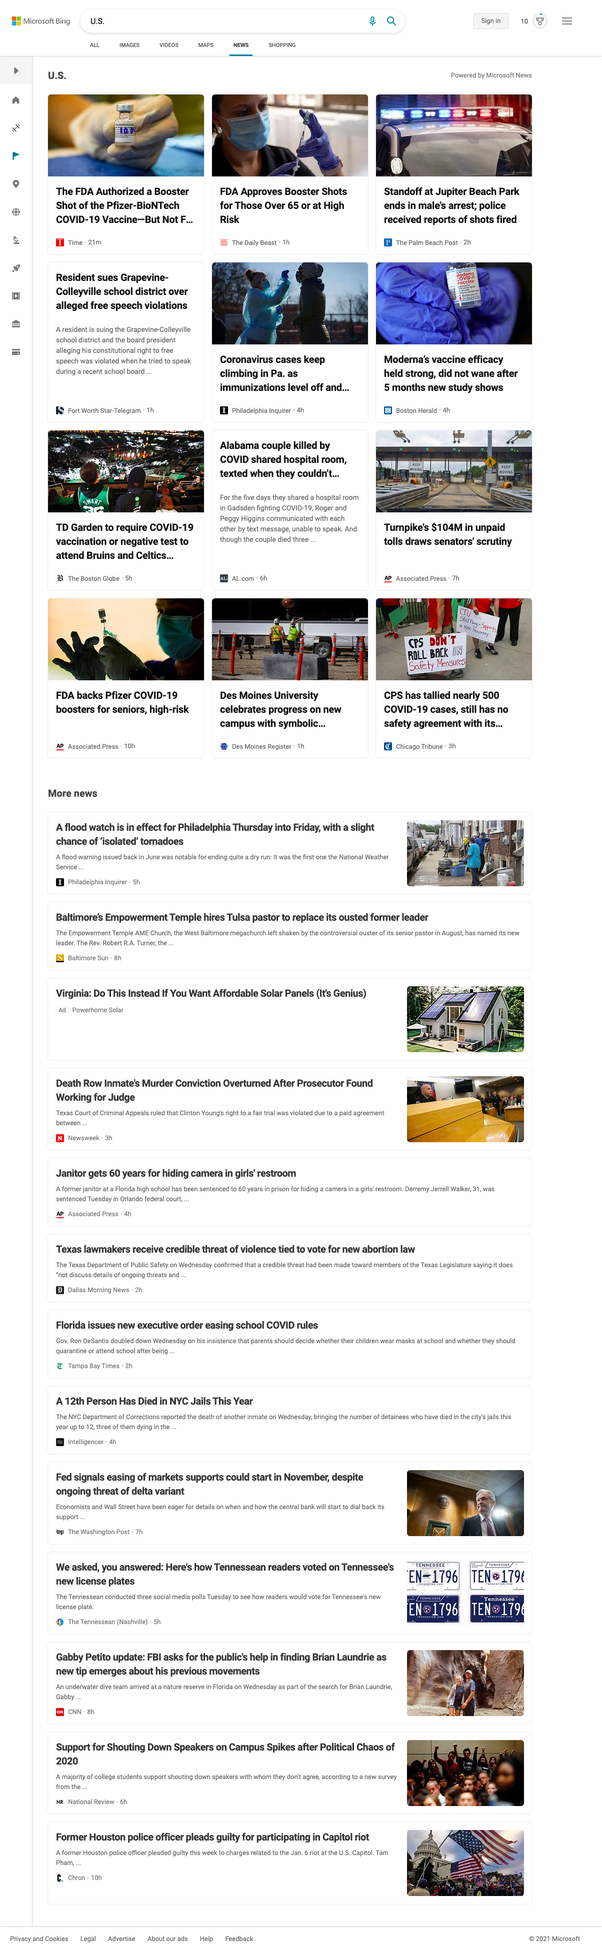 Microsoft Bing
U.S.
Sign in
10
ALL
IMAGES
VIDEOS
MAPS
NEWS
SHOPPING
U.S.
Powered by Microsoft News
The FDA Authorized a Booster
Shot of the Pfizer-BioNTech
COVID-19 Vaccine—But Not F...
Time · 21m
FDA Approves Booster Shots
for Those Over 65 or at High
Risk
The Daily Beast · 1h
Standoff at Jupiter Beach Park
ends in male's arrest; police
received reports of shots fired
The Palm Beach Post · 2h
Resident sues Grapevine-
Colleyville school district over
alleged free speech violations
A resident is suing the Grapevine-Colleyville
school district and the board president
alleging his constitutional right to free
speech was violated when he tried to speak
during a recent school board ...
Fort Worth Star-Telegram · 1h
Coronavirus cases keep
climbing in Pa. as
immunizations level off and...
Philadelphia Inquirer · 4h
Moderna's vaccine efficacy
held strong, did not wane after
5 months new study shows
Boston Herald · 4h
TD Garden to require COVID-19
vaccination or negative test to
attend Bruins and Celtics...
The Boston Globe · 5h
Alabama couple killed by
COVID shared hospital room,
texted when they couldn't...
For the five days they shared a hospital room
in Gadsden fighting COVID-19, Roger and
Peggy Higgins communicated with each
other by text message, unable to speak. And
though the couple died three ...
AL.com · 6h
KEEP
MOVING
KEEP
MOVING
Turnpike's $104M in unpaid
tolls draws senators' scrutiny
AP Associated Press · 7h
FDA backs Pfizer COVID-19
boosters for seniors, high-risk
AP Associated Press · 10h
Des Moines University
celebrates progress on new
campus with symbolic...
Des Moines Register · 1h
CPS DON'T
ROLL BACK
Safety Measures
CPS has tallied nearly 500
COVID-19 cases, still has no
safety agreement with its...
Chicago Tribune · 3h
More news
A flood watch is in effect for Philadelphia Thursday into Friday, with a slight
chance of 'isolated' tornadoes
A flood warning issued back in June was notable for ending quite a dry run: It was the first one the National Weather
Service ...
Philadelphia Inquirer · 5h
Baltimore's Empowerment Temple hires Tulsa pastor to replace its ousted former leader
The Empowerment Temple AME Church, the West Baltimore megachurch left shaken by the controversial ouster of its senior pastor in August, has named its new
leader. The Rev. Robert R.A. Turner, the ...
Baltimore Sun · 8h
Virginia: Do This Instead If You Want Affordable Solar Panels (It's Genius)
Ad Powerhome Solar
Death Row Inmate's Murder Conviction Overturned After Prosecutor Found
Working for Judge
Texas Court of Criminal Appeals ruled that Clinton Young's right to a fair trial was violated due to a paid agreement
between ...
Newsweek · 3h
Janitor gets 60 years for hiding camera in girls' restroom
A former janitor at a Florida high school has been sentenced to 60 years in prison for hiding a camera in a girls' restroom. Derremy Jerrell Walker, 31, was
sentenced Tuesday in Orlando federal court, ...
AP Associated Press · 4h
Texas lawmakers receive credible threat of violence tied to vote for new abortion law
The Texas Department of Public Safety on Wednesday confirmed that a credible threat had been made toward members of the Texas Legislature saying it does
"not discuss details of ongoing threats and ...
Dallas Morning News · 2h
Florida issues new executive order easing school COVID rules
Gov. Ron DeSantis doubled down Wednesday on his insistence that parents should decide whether their children wear masks at school and whether they should
quarantine or attend school after being ...
Tampa Bay Times · 2h
A 12th Person Has Died in NYC Jails This Year
The NYC Department of Corrections reported the death of another inmate on Wednesday, bringing the number of detainees who have died in the city's jails this
year up to 12, three of them dying in the ...
Intelligencer · 4h
Fed signals easing of markets supports could start in November, despite
ongoing threat of delta variant
Economists and Wall Street have been eager for details on when and how the central bank will start to dial back its
support ...
wp The Washington Post · 7h
We asked, you answered: Here's how Tennessean readers voted on Tennessee's
new license plates
The Tennessean conducted three social media polls Tuesday to see how readers would vote for Tennessee's new
license plate.
The Tennessean (Nashville) · 5h
TENNESSEE
EN-1796
TENNESSEE
TEN 179
Tennessee
EN 1796
Tennessee
TEN 179
Gabby Petito update: FBI asks for the public's help in finding Brian Laundrie as
new tip emerges about his previous movements
An underwater dive team arrived at a nature reserve in Florida on Wednesday as part of the search for Brian Laundrie,
Gabby ...
CNN · 8h
Support for Shouting Down Speakers on Campus Spikes after Political Chaos of
2020
A majority of college students support shouting down speakers with whom they don't agree, according to a new survey
from the ...
NR National Review · 6h
Former Houston police officer pleads guilty for participating in Capitol riot
A former Houston police officer pleaded guilty this week to charges related to the Jan. 6 riot at the U.S. Capitol. Tam
Pham, ...
Chron · 10h
Privacy and Cookies
Legal
Advertise
About our ads
Help
Feedback
© 2021 Microsoft